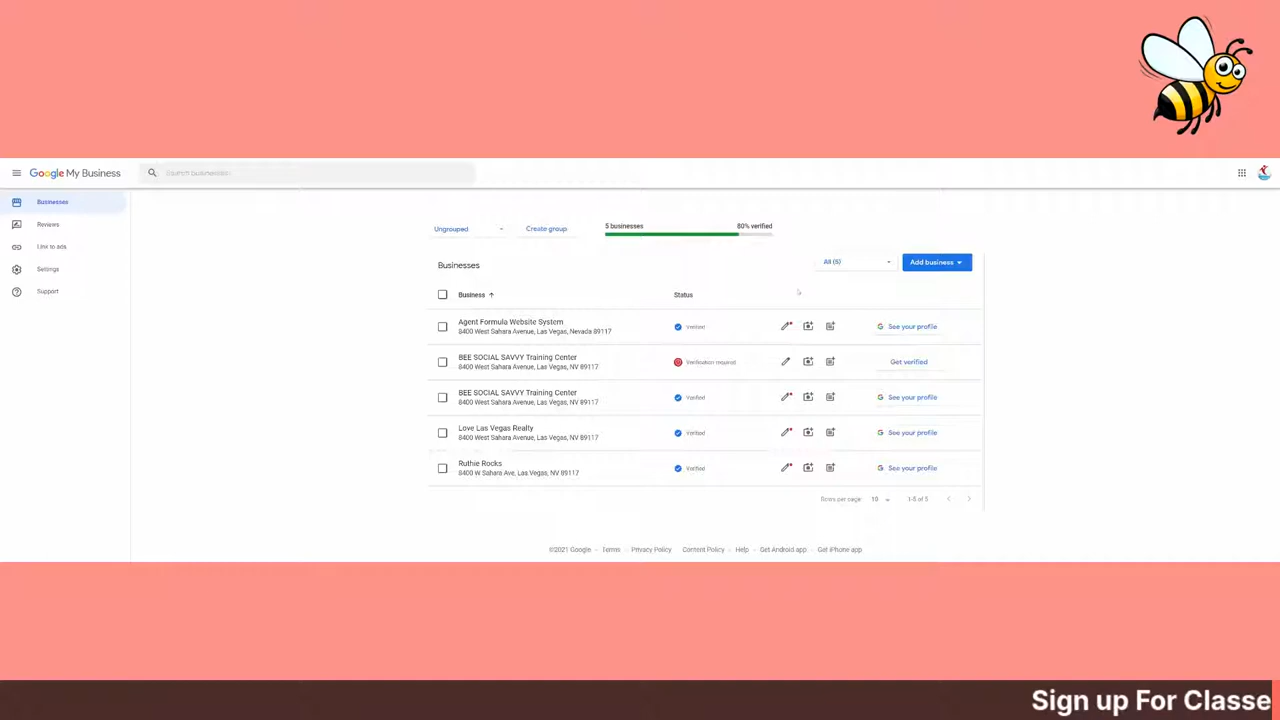 Google My Business
Search businesses
Businesses
Reviews
Link to ads
Settings
Support
Ungrouped
Create group
5 businesses
80% verified
Businesses
All (5)
Add business
Business
Status
Agent Formula Website System
8400 West Sahara Avenue, Las Vegas, Nevada 89117
Verified
See your profile
BEE SOCIAL SAVVY Training Center
8400 West Sahara Avenue, Las Vegas, NV 89117
Verification required
Get verified
BEE SOCIAL SAVVY Training Center
8400 West Sahara Avenue, Las Vegas, NV 89117
Verified
See your profile
Love Las Vegas Realty
8400 West Sahara Avenue, Las Vegas, NV 89117
Verified
See your profile
Ruthie Rocks
8400 W Sahara Ave, Las Vegas, NV 89117
Verified
See your profile
Rows per page: 10 1-5 of 5
©2021 Google - Terms - Privacy Policy - Content Policy - Help - Get Android app - Get iPhone app
Sign up For Classe